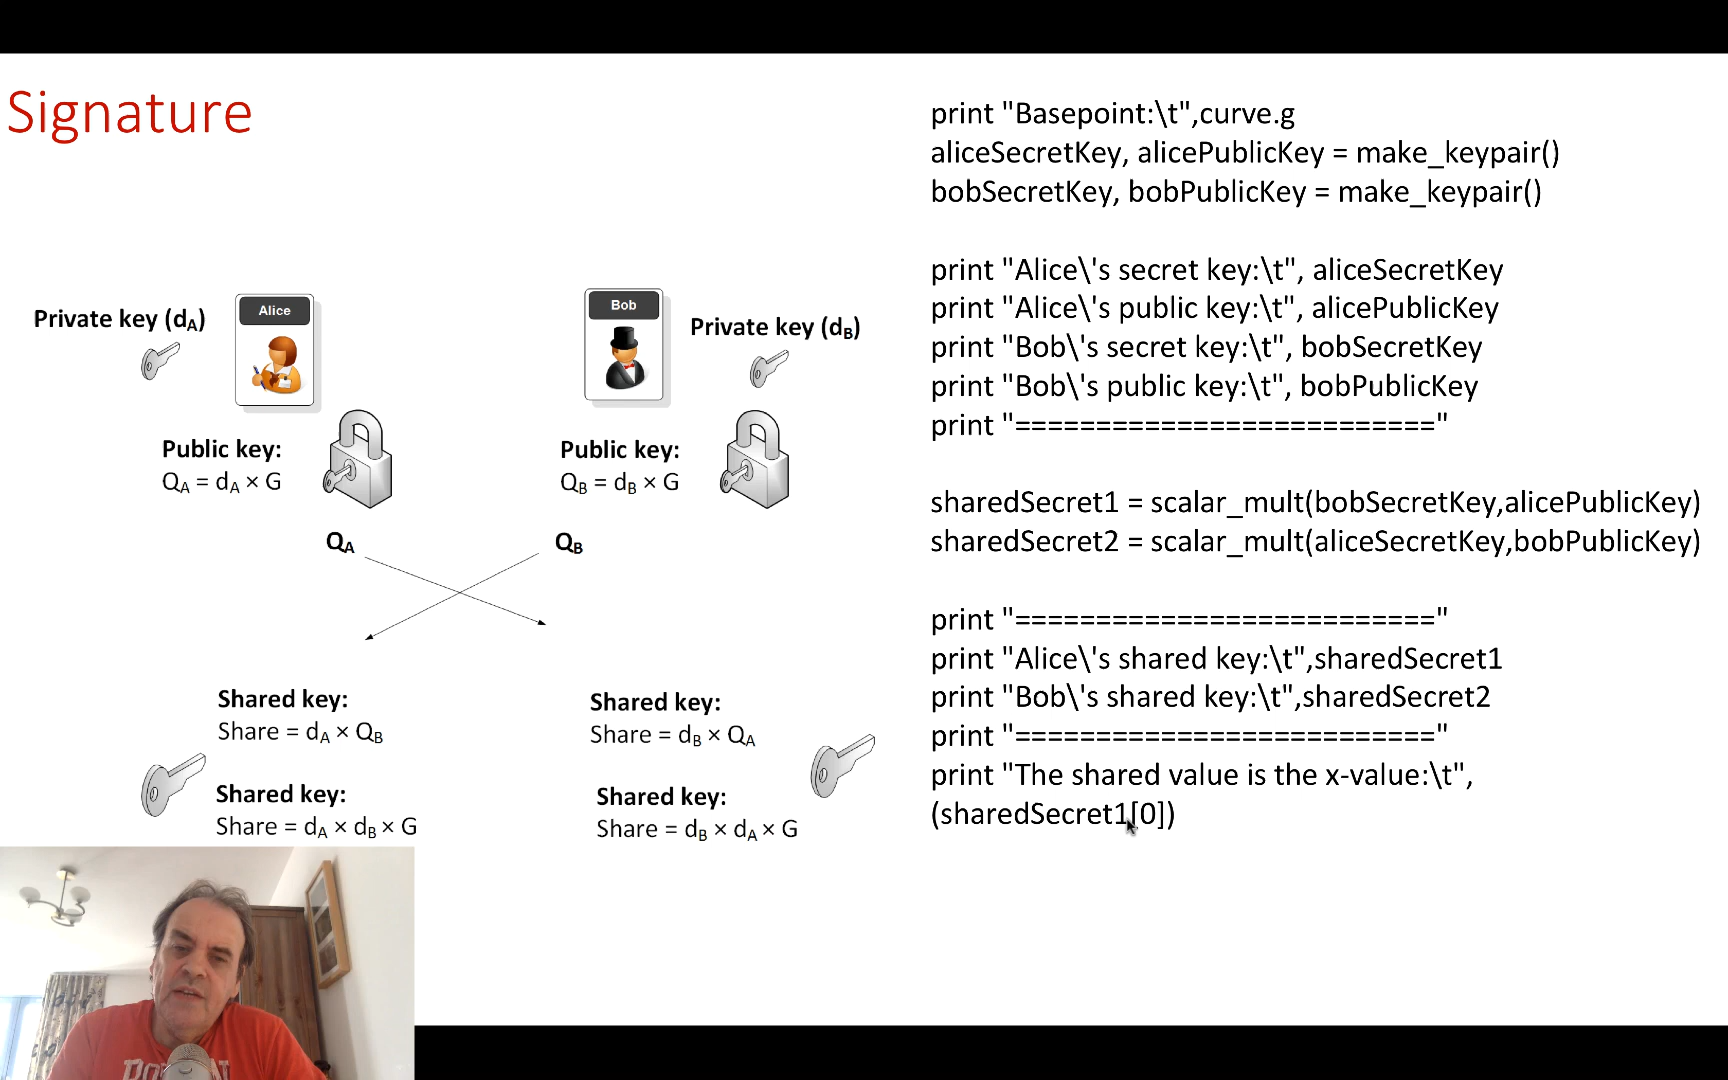 Signature
Private key (dA)
Alice
Public key:
QA = dA × G
Bob
Private key (dB)
Public key:
QB = dB × G
QA
QB
Shared key:
Share = dA × QB
Shared key:
Share = dA × dB × G
Shared key:
Share = dB × QA
Shared key:
Share = dB × dA × G
print "Basepoint:\t",curve.g
aliceSecretKey, alicePublicKey = make_keypair()
bobSecretKey, bobPublicKey = make_keypair()
print "Alice\'s secret key:\t", aliceSecretKey
print "Alice\'s public key:\t", alicePublicKey
print "Bob\'s secret key:\t", bobSecretKey
print "Bob\'s public key:\t", bobPublicKey
print "=========================="
sharedSecret1 = scalar_mult(bobSecretKey,alicePublicKey)
sharedSecret2 = scalar_mult(aliceSecretKey,bobPublicKey)
print "=========================="
print "Alice\'s shared key:\t",sharedSecret1
print "Bob\'s shared key:\t",sharedSecret2
print "=========================="
print "The shared value is the x-value:\t",
(sharedSecret1[0])